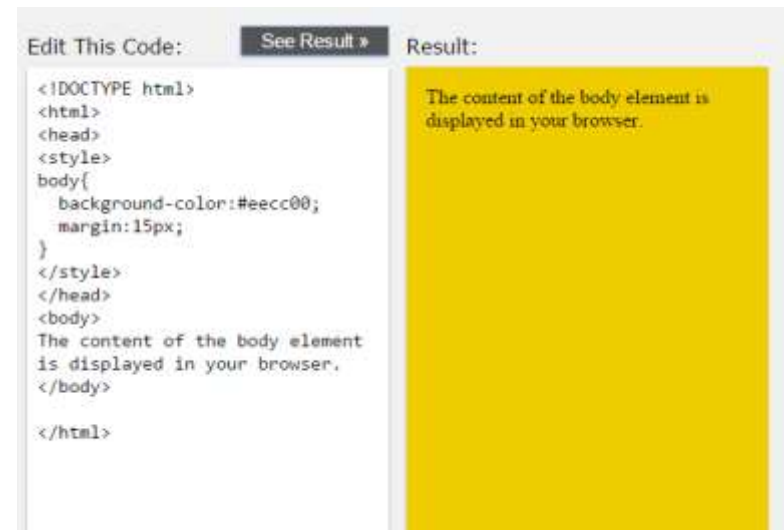 Edit This Code:
See Result »
Result:
<!DOCTYPE html>
<html>
<head>
<style>
body{
  background-color:#eecc00;
  margin:15px;
}
</style>
</head>
<body>
The content of the body element
is displayed in your browser.
</body>
</html>
The content of the body element is
displayed in your browser.